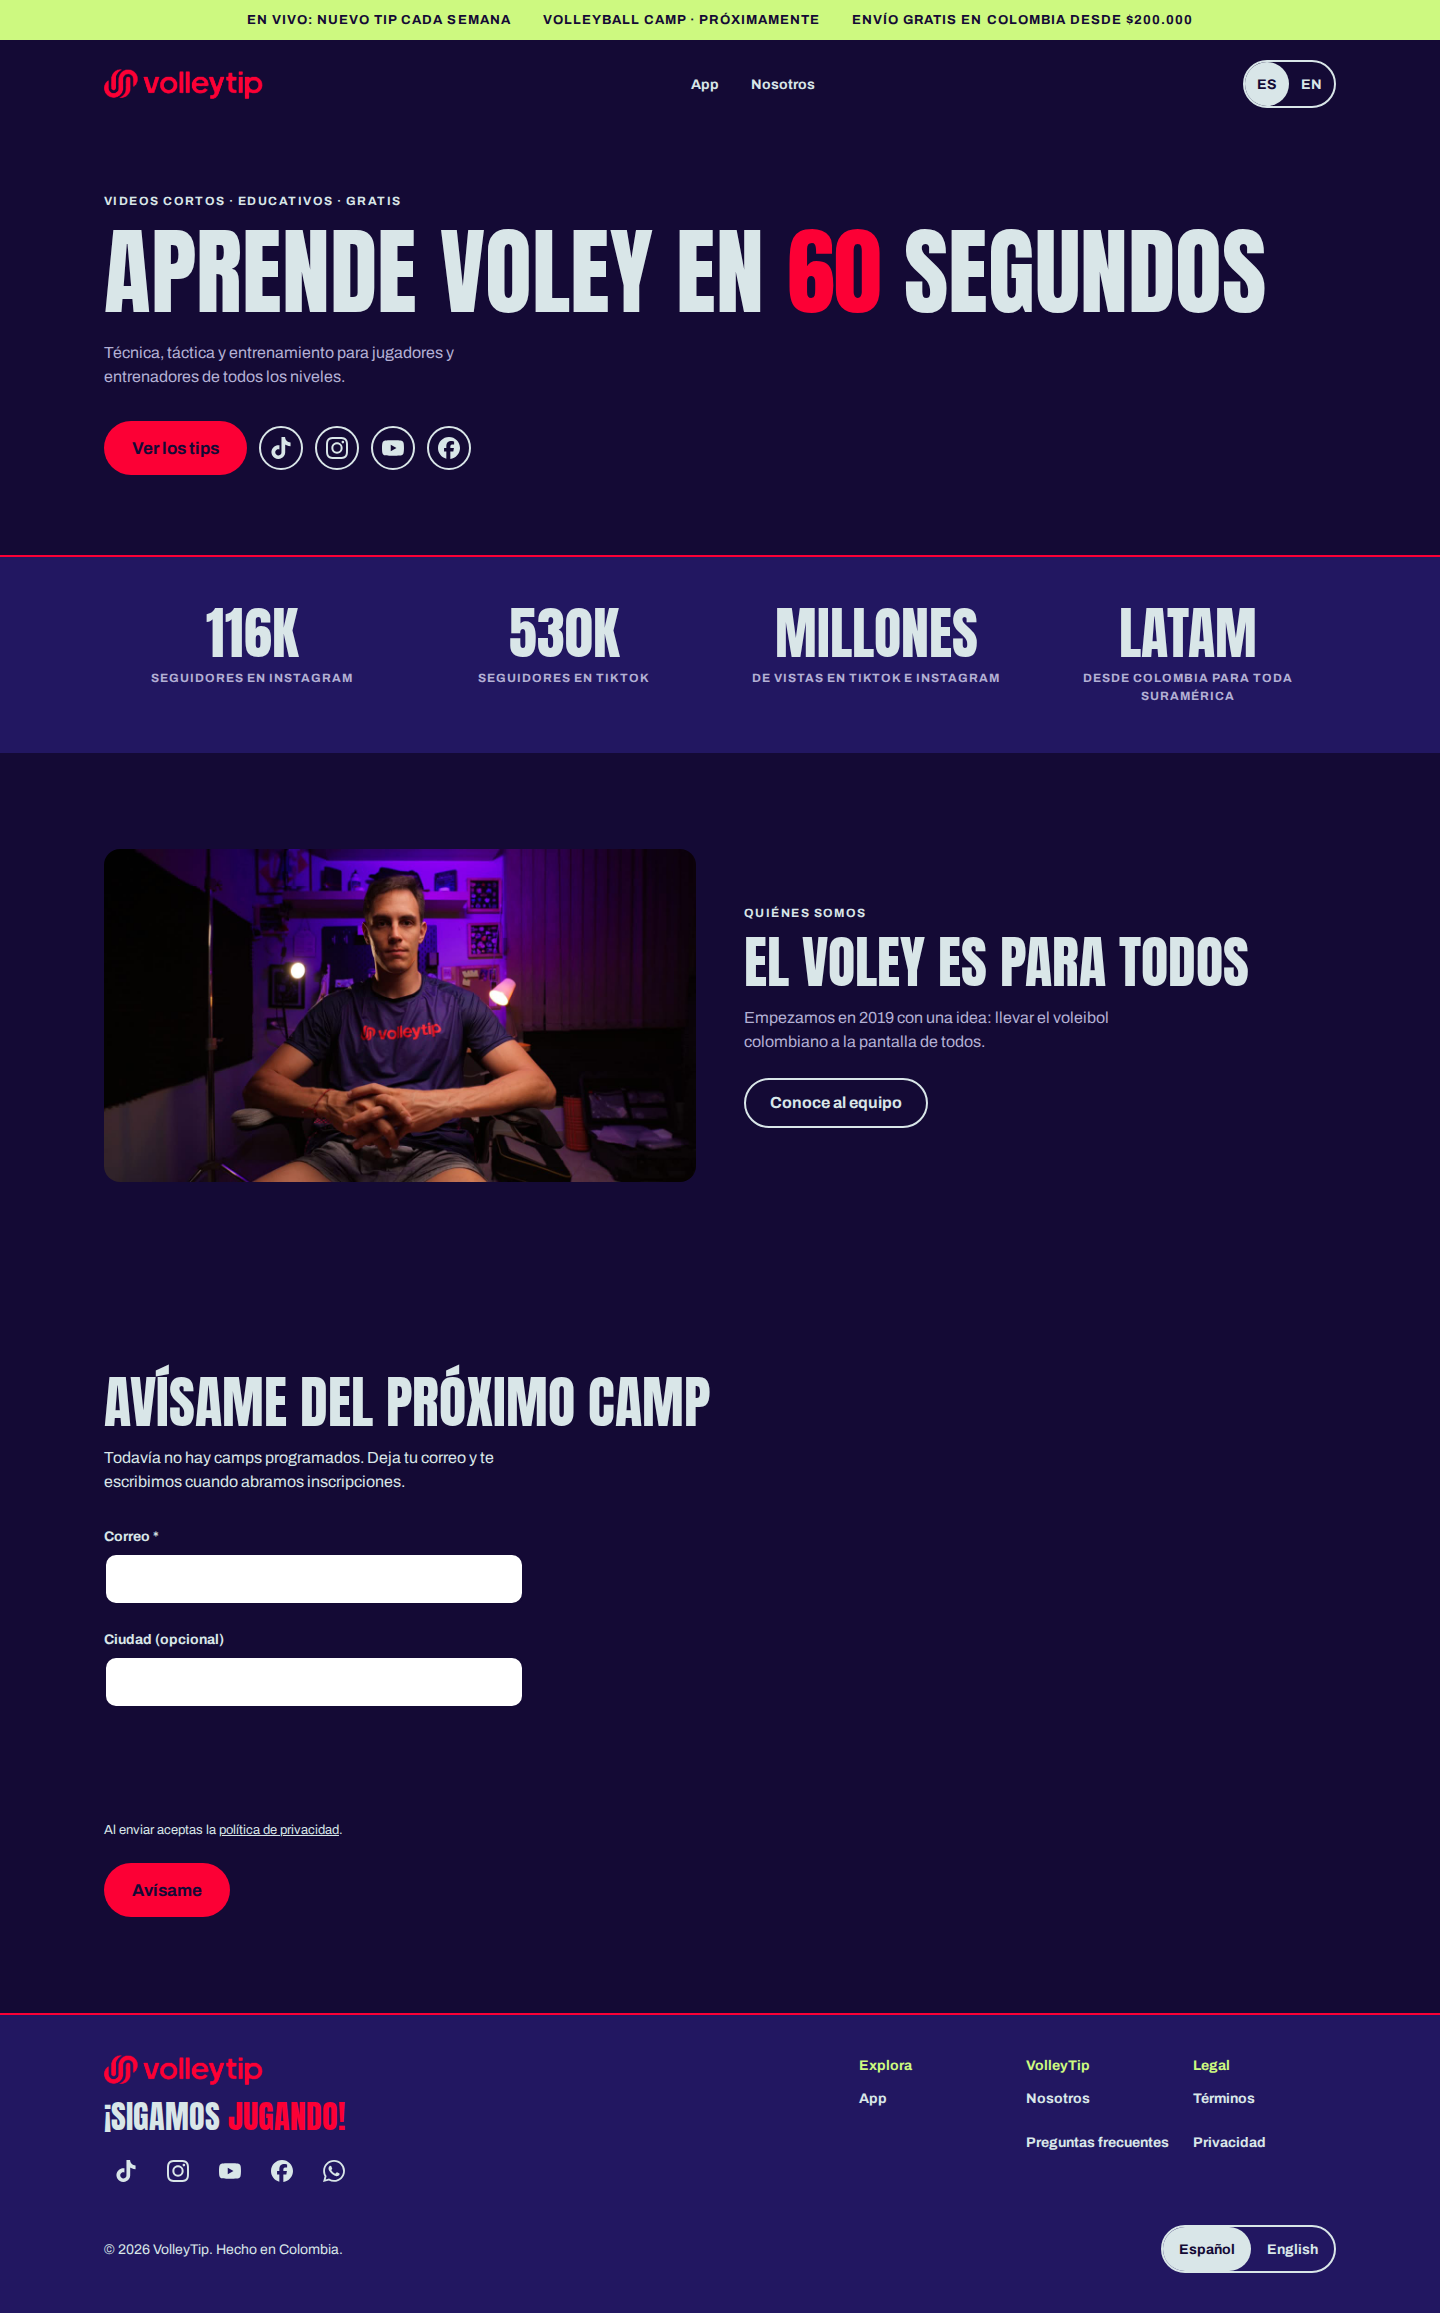 EN VIVO: NUEVO TIP CADA SEMANA VOLLEYBALL CAMP · PRÓXIMAMENTE ENVÍO GRATIS EN COLOMBIA DESDE $200.000
volleytip App Nosotros ES EN
VIDEOS CORTOS · EDUCATIVOS · GRATIS
APRENDE VOLEY EN 60 SEGUNDOS
Técnica, táctica y entrenamiento para jugadores y
entrenadores de todos los niveles.
Ver los tips
116K
SEGUIDORES EN INSTAGRAM
530K
SEGUIDORES EN TIKTOK
MILLONES
DE VISTAS EN TIKTOK E INSTAGRAM
LATAM
DESDE COLOMBIA PARA TODA
SURAMÉRICA
volleytip
QUIÉNES SOMOS
EL VOLEY ES PARA TODOS
Empezamos en 2019 con una idea: llevar el voleibol
colombiano a la pantalla de todos.
Conoce al equipo
AVÍSAME DEL PRÓXIMO CAMP
Todavía no hay camps programados. Deja tu correo y te
escribimos cuando abramos inscripciones.
Correo *
Ciudad (opcional)
Al enviar aceptas la política de privacidad.
Avísame
volleytip
¡SIGAMOS JUGANDO!
Explora
App
VolleyTip
Nosotros
Preguntas frecuentes
Legal
Términos
Privacidad
© 2026 VolleyTip. Hecho en Colombia.
Español English